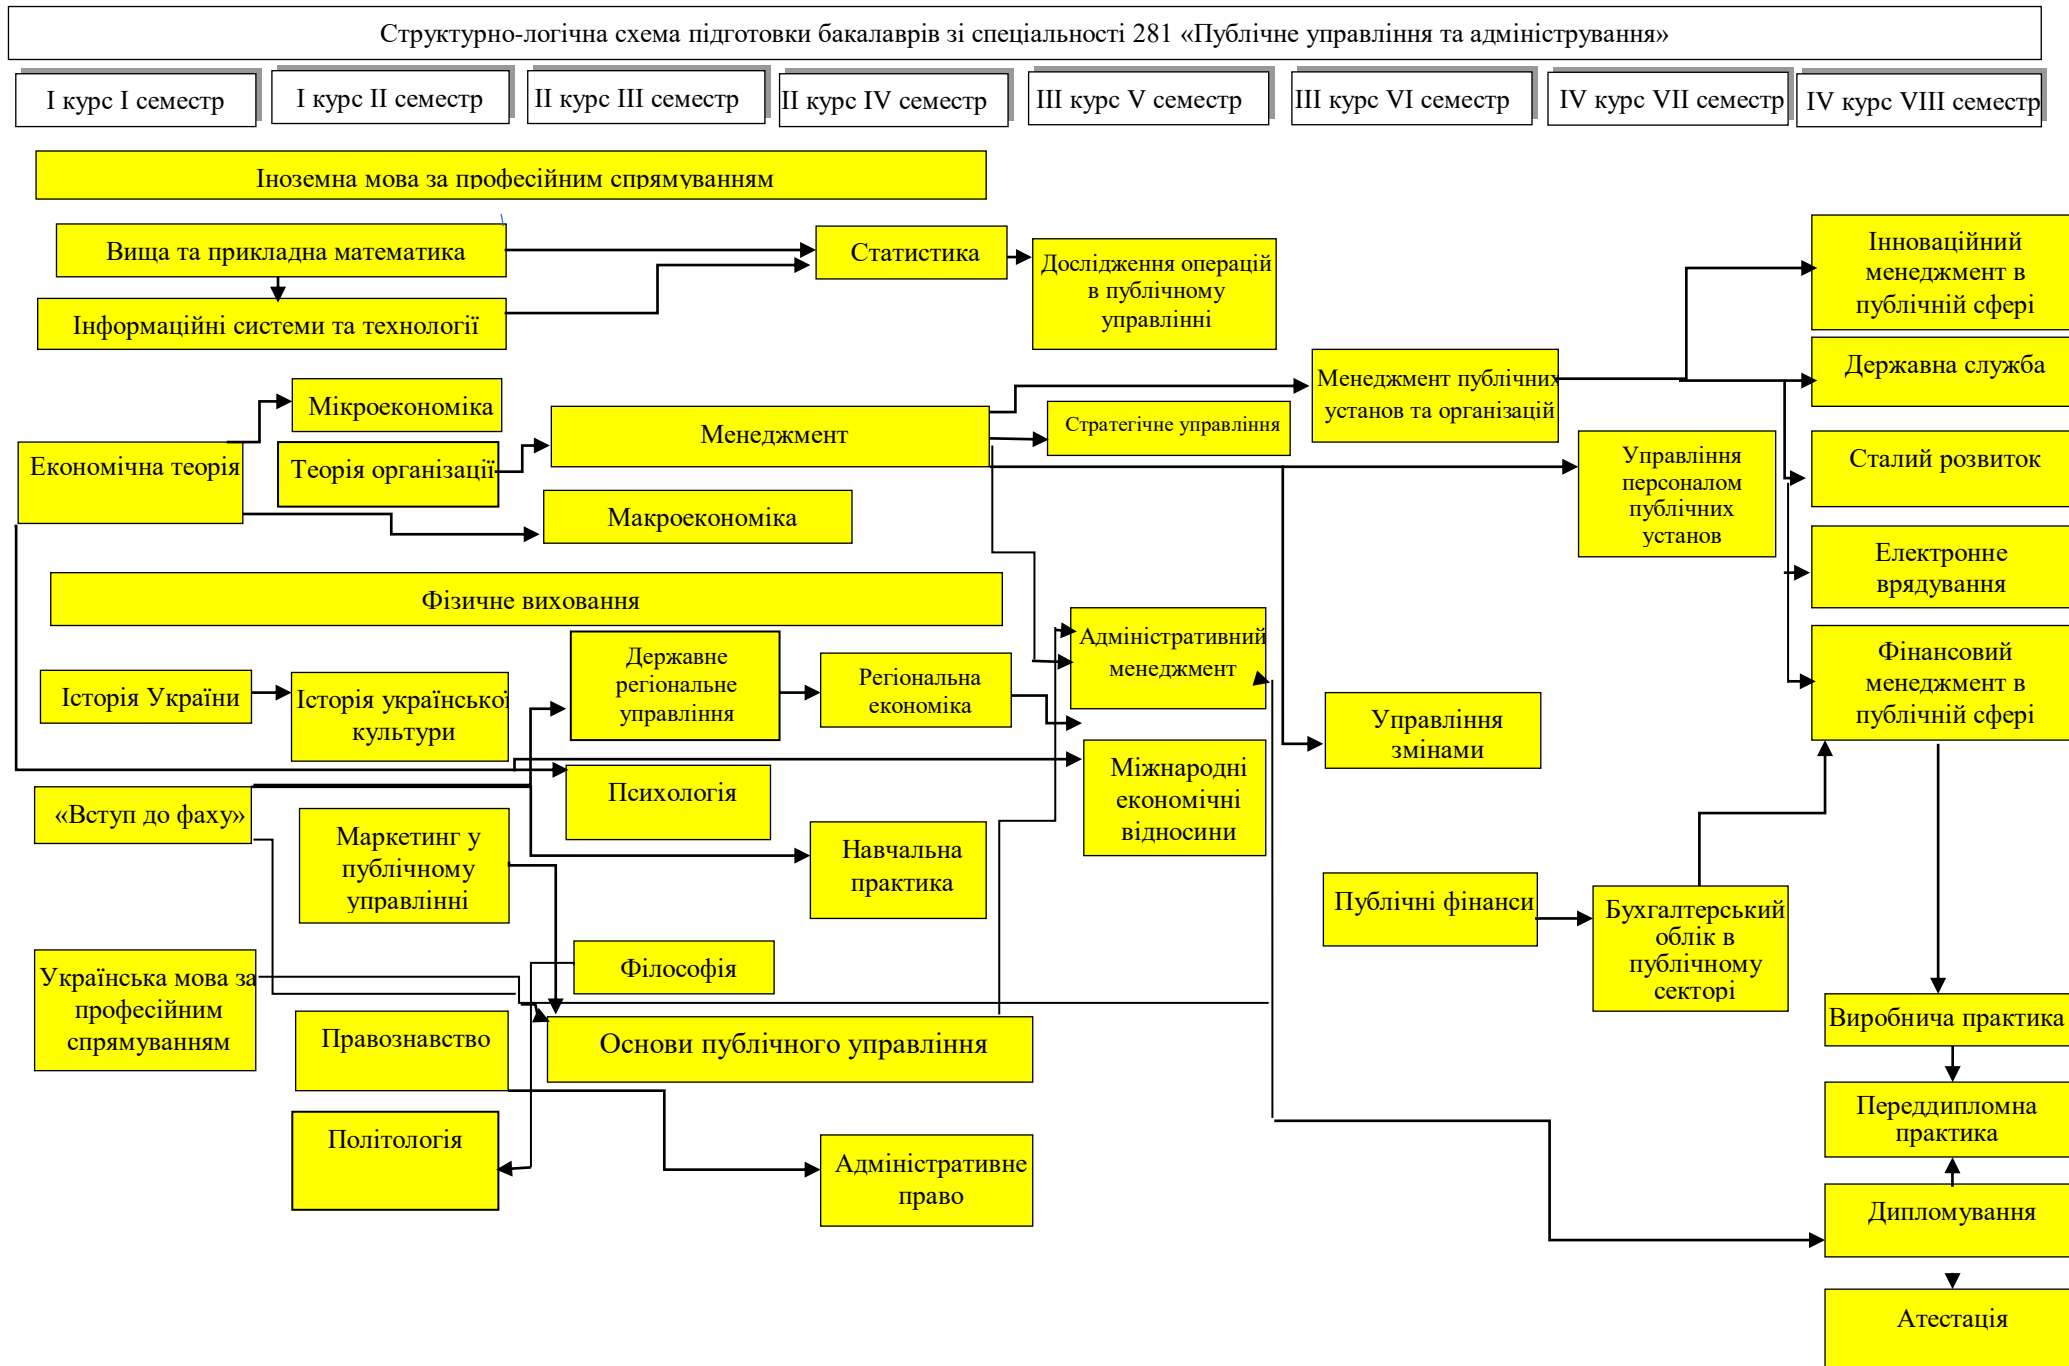 Структурно-логічна схема підготовки бакалаврів зі спеціальності 281 «Публічне управління та адміністрування»
І курс І семестр
І курс ІІ семестр
ІІ курс ІІІ семестр
ІІ курс IV семестр
ІІІ курс V семестр
ІІІ курс VI семестр
IV курс VII семестр
IV курс VIII семестр
Іноземна мова за професійним спрямуванням
Вища та прикладна математика
Статистика
Дослідження операцій
в публічному
управлінні
Інноваційний
менеджмент в
публічній сфері
Інформаційні системи та технології
Мікроекономіка
Менеджмент
Стратегічне управління
Менеджмент публічних
установ та організацій
Державна служба
Економічна теорія
Теорія організації
Управління
персоналом
публічних
установ
Сталий розвиток
Макроекономіка
Електронне
врядування
Фізичне виховання
Адміністративний
менеджмент
Фінансовий
менеджмент в
публічній сфері
Історія України
Історія української
культури
Державне
регіональне
управління
Регіональна
економіка
Управління
змінами
«Вступ до фаху»
Психологія
Міжнародні
економічні
відносини
Маркетинг у
публічному
управлінні
Навчальна
практика
Публічні фінанси
Бухгалтерський
облік в
публічному
секторі
Українська мова за
професійним
спрямуванням
Філософія
Правознавство
Основи публічного управління
Виробнича практика
Політологія
Адміністративне
право
Переддипломна
практика
Дипломування
Атестація